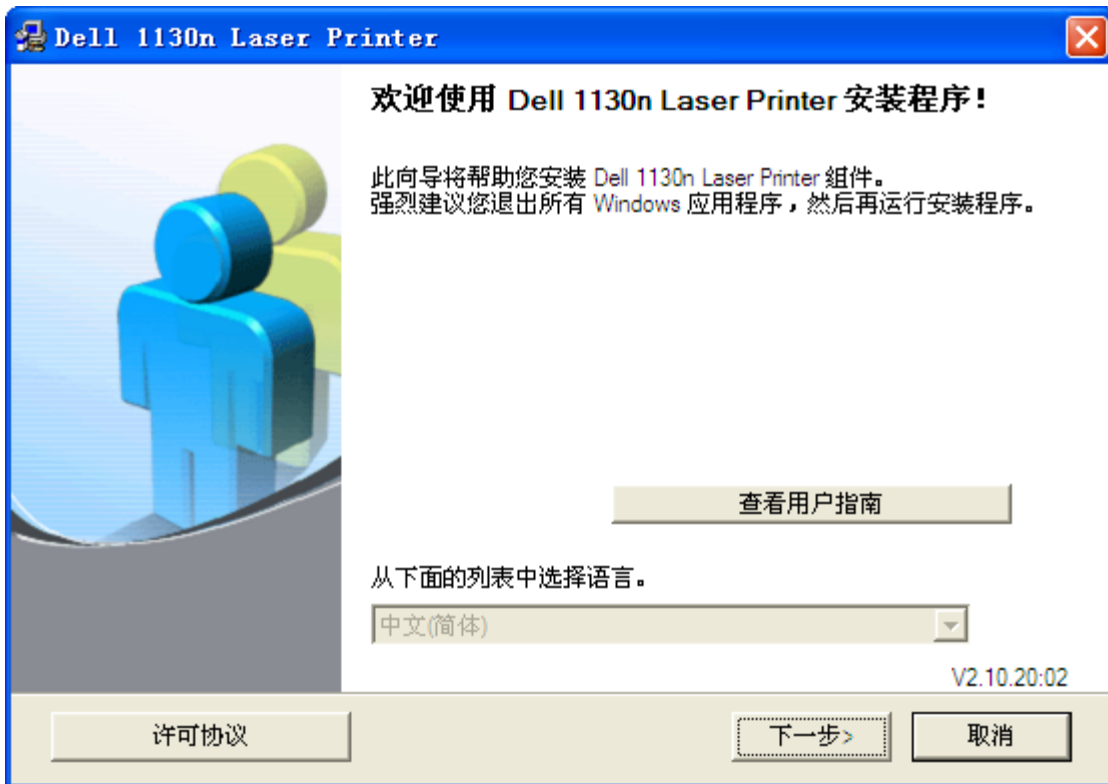 Dell 1130n Laser Printer
欢迎使用 Dell 1130n Laser Printer 安装程序!
此向导将帮助您安装 Dell 1130n Laser Printer 组件。
强烈建议您退出所有 Windows 应用程序，然后再运行安装程序。
查看用户指南
从下面的列表中选择语言。
中文(简体)
V2.10.20:02
许可协议
下一步>
取消